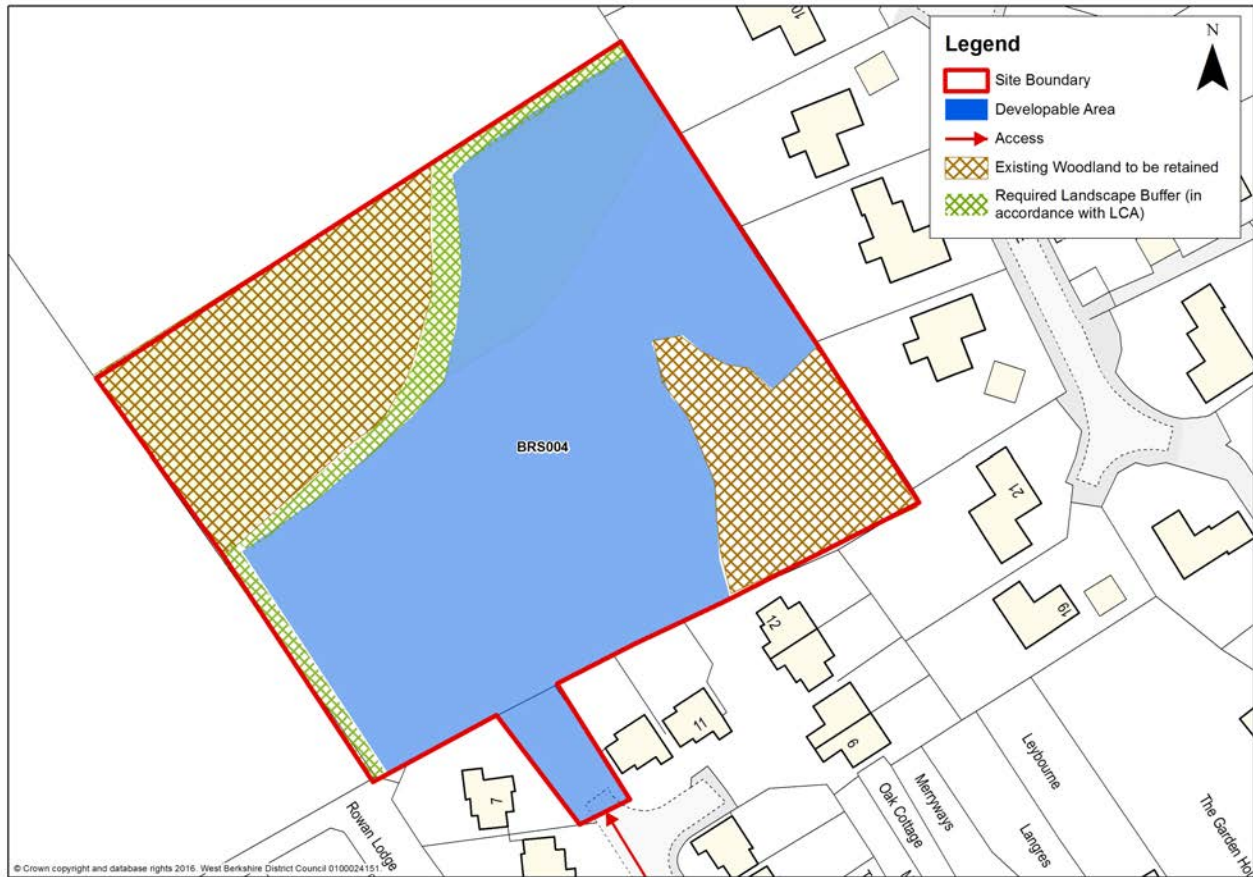 10
Legend
N
Site Boundary
Developable Area
Access
Existing Woodland to be retained
Required Landscape Buffer (in
accordance with LCA)
BRS004
21
19
12
11
6
7
Rowan Lodge
Oak Cottage
Merryways
Leybourne
Langres
The Garden Ho
© Crown copyright and database rights 2016. West Berkshire District Council 0100024151.